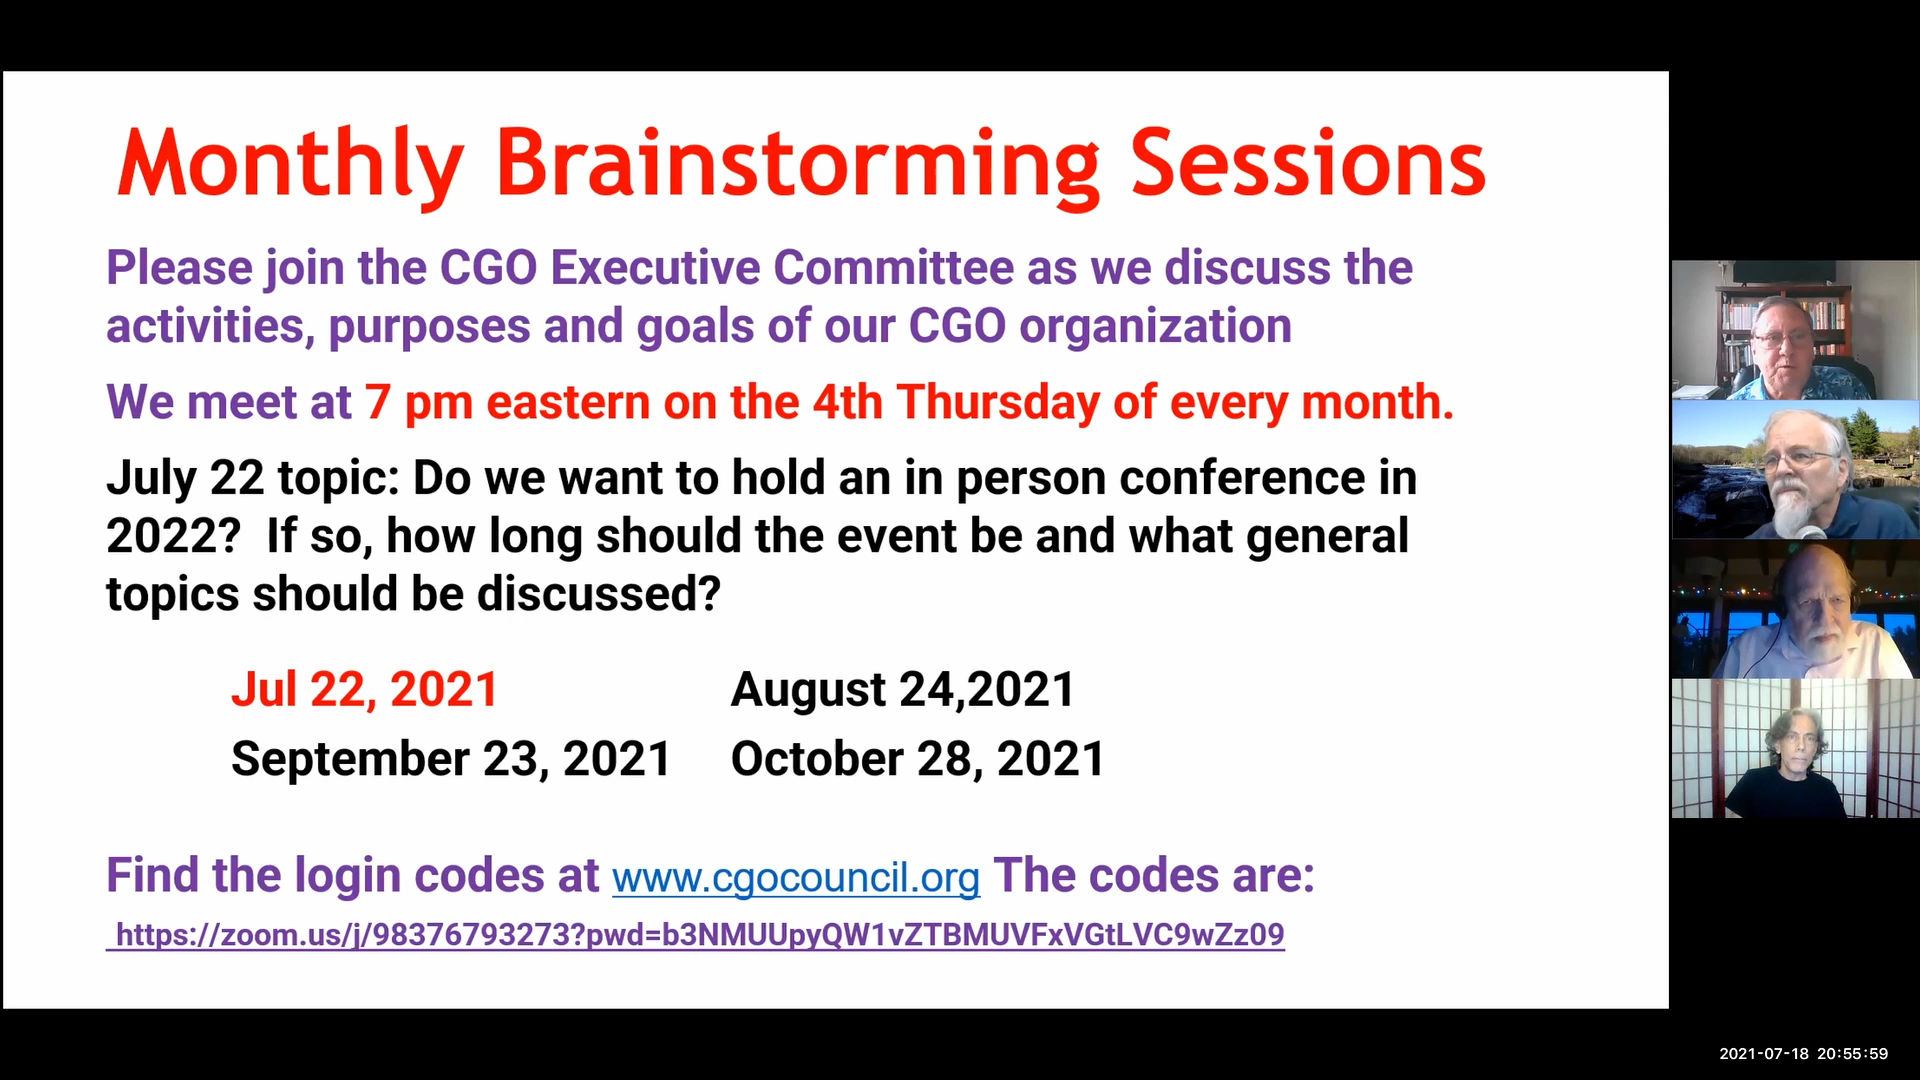 Monthly Brainstorming Sessions
Please join the CGO Executive Committee as we discuss the
activities, purposes and goals of our CGO organization
We meet at 7 pm eastern on the 4th Thursday of every month.
July 22 topic: Do we want to hold an in person conference in
2022?  If so, how long should the event be and what general
topics should be discussed?
Jul 22, 2021 August 24,2021
September 23, 2021 October 28, 2021
Find the login codes at www.cgocouncil.org The codes are:
https://zoom.us/j/98376793273?pwd=b3NMUUpyQW1vZTBMUVFxVGtLVC9wZz09
2021-07-18 20:55:59